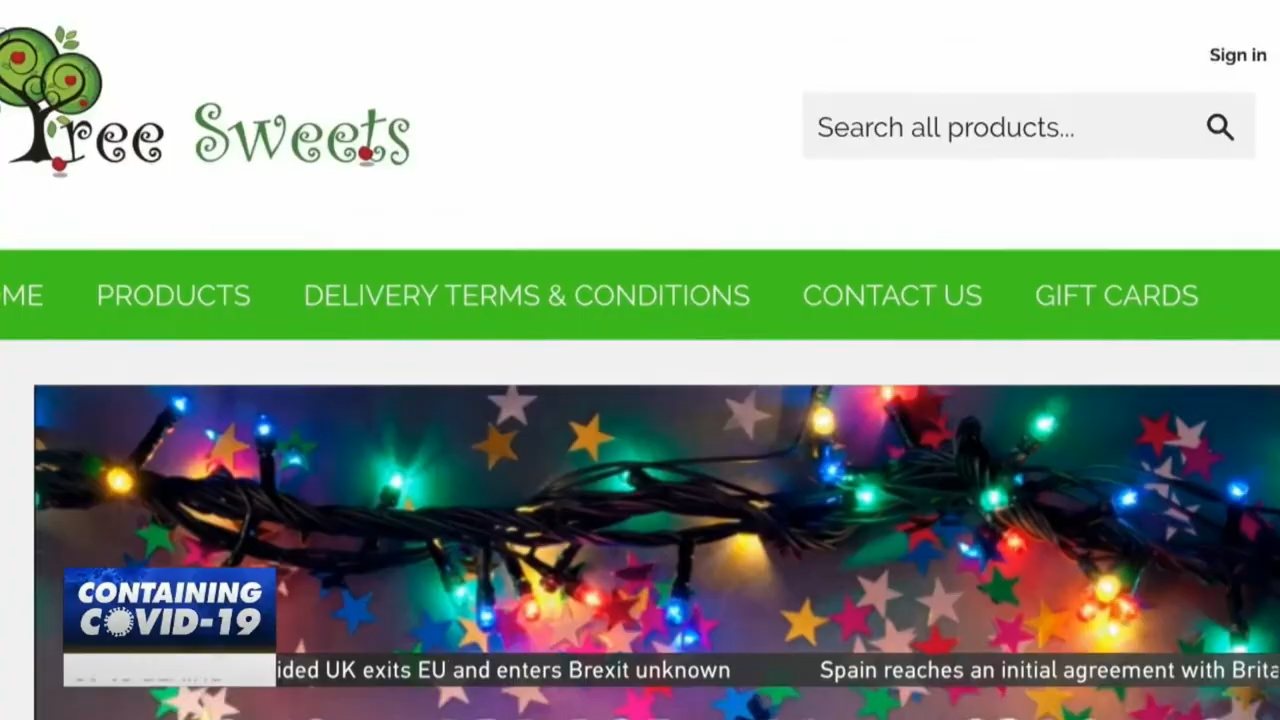 Tree Sweets
Sign in
Search all products...
ME PRODUCTS DELIVERY TERMS & CONDITIONS CONTACT US GIFT CARDS
CONTAINING
COVID-19
ided UK exits EU and enters Brexit unknown Spain reaches an initial agreement with Brita